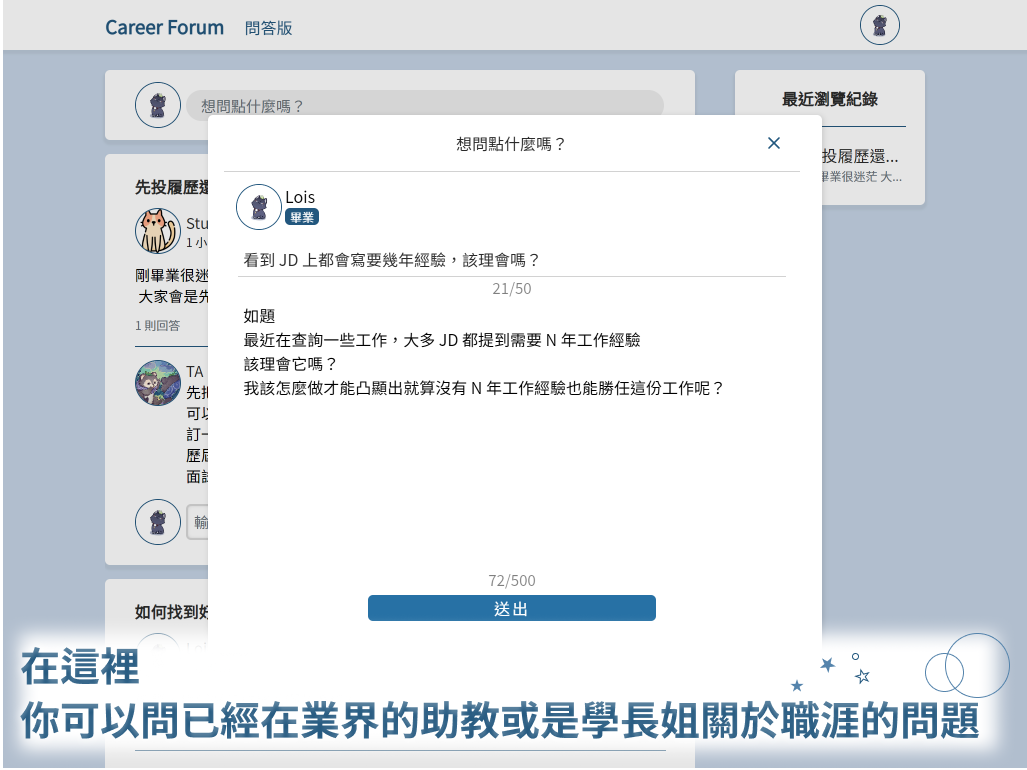 Career Forum 問答版
想問點什麼嗎？
最近瀏覽紀錄
投履歷還...
畢業很迷茫 大...
想問點什麼嗎？
Lois
畢業
看到 JD 上都會寫要幾年經驗，該理會嗎？
21/50
如題
最近在查詢一些工作，大多 JD 都提到需要 N 年工作經驗
該理會它嗎？
我該怎麼做才能凸顯出就算沒有 N 年工作經驗也能勝任這份工作呢？
72/500
送出
先投履歷還
Stu
1 小
剛畢業很迷
大家會是先
1 則回答
TA
先把
可以
訂一
歷屆
面試
輸
如何找到好
在這裡
你可以問已經在業界的助教或是學長姐關於職涯的問題